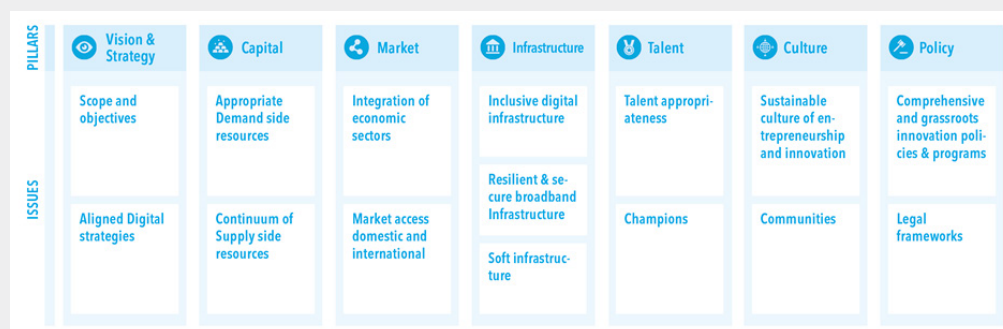 PILLARS
Vision &
Strategy
Capital
Market
Infrastructure
Talent
Culture
Policy
ISSUES
Scope and
objectives
Aligned Digital
strategies
Appropriate
Demand side
resources
Continuum of
Supply side
resources
Integration of
economic
sectors
Market access
domestic and
international
Inclusive digital
infrastructure
Resilient & se-
cure broadband
Infrastructure
Soft infrastruc-
ture
Talent appropri-
ateness
Champions
Sustainable
culture of en-
trepreneurship
and innovation
Communities
Comprehensive
and grassroots
innovation poli-
cies & programs
Legal
frameworks